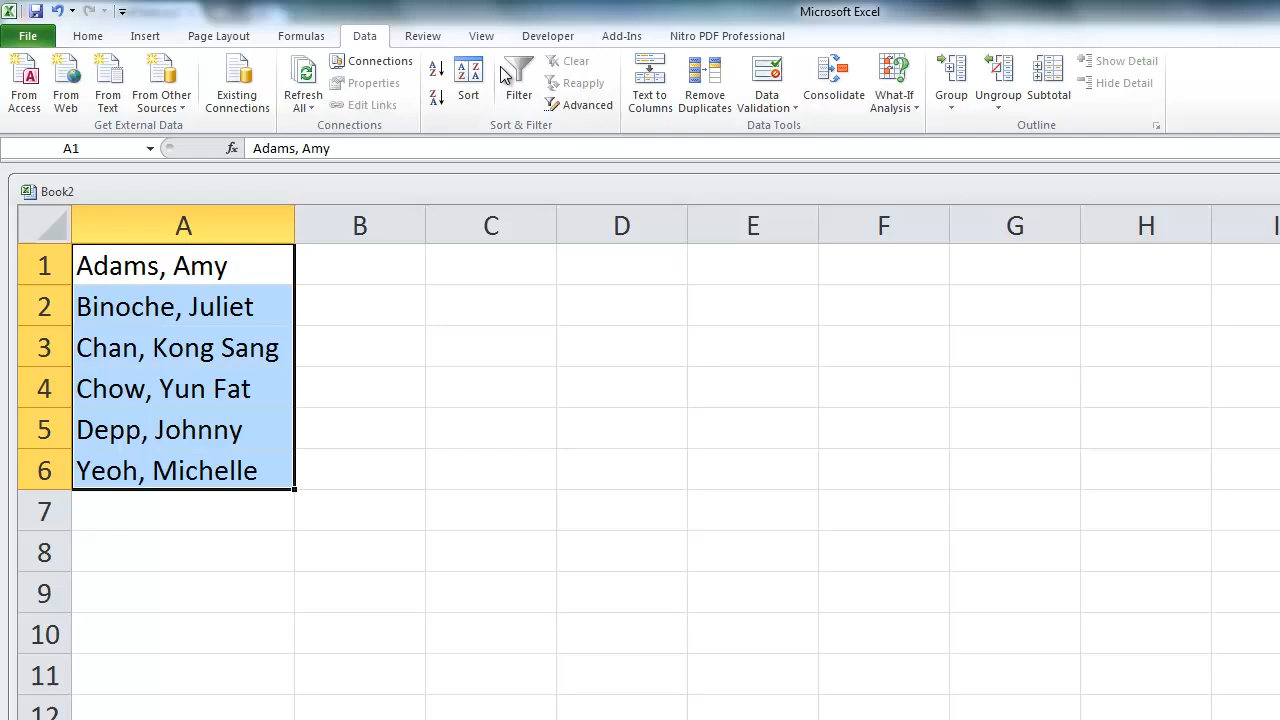 Microsoft Excel
File Home Insert Page Layout Formulas Data Review View Developer Add-Ins Nitro PDF Professional
From Access
From Web
From Text
From Other Sources
Existing Connections
Get External Data
Refresh All
Connections
Properties
Edit Links
Connections
A Z
Z A
Sort
Filter
Clear
Reapply
Advanced
Sort & Filter
Text to Columns
Remove Duplicates
Data Validation
Consolidate
What-If Analysis
Data Tools
Group
Ungroup
Subtotal
Show Detail
Hide Detail
Outline
A1 fx Adams, Amy
Book2
A B C D E F G H I
1 Adams, Amy
2 Binoche, Juliet
3 Chan, Kong Sang
4 Chow, Yun Fat
5 Depp, Johnny
6 Yeoh, Michelle
7
8
9
10
11
12